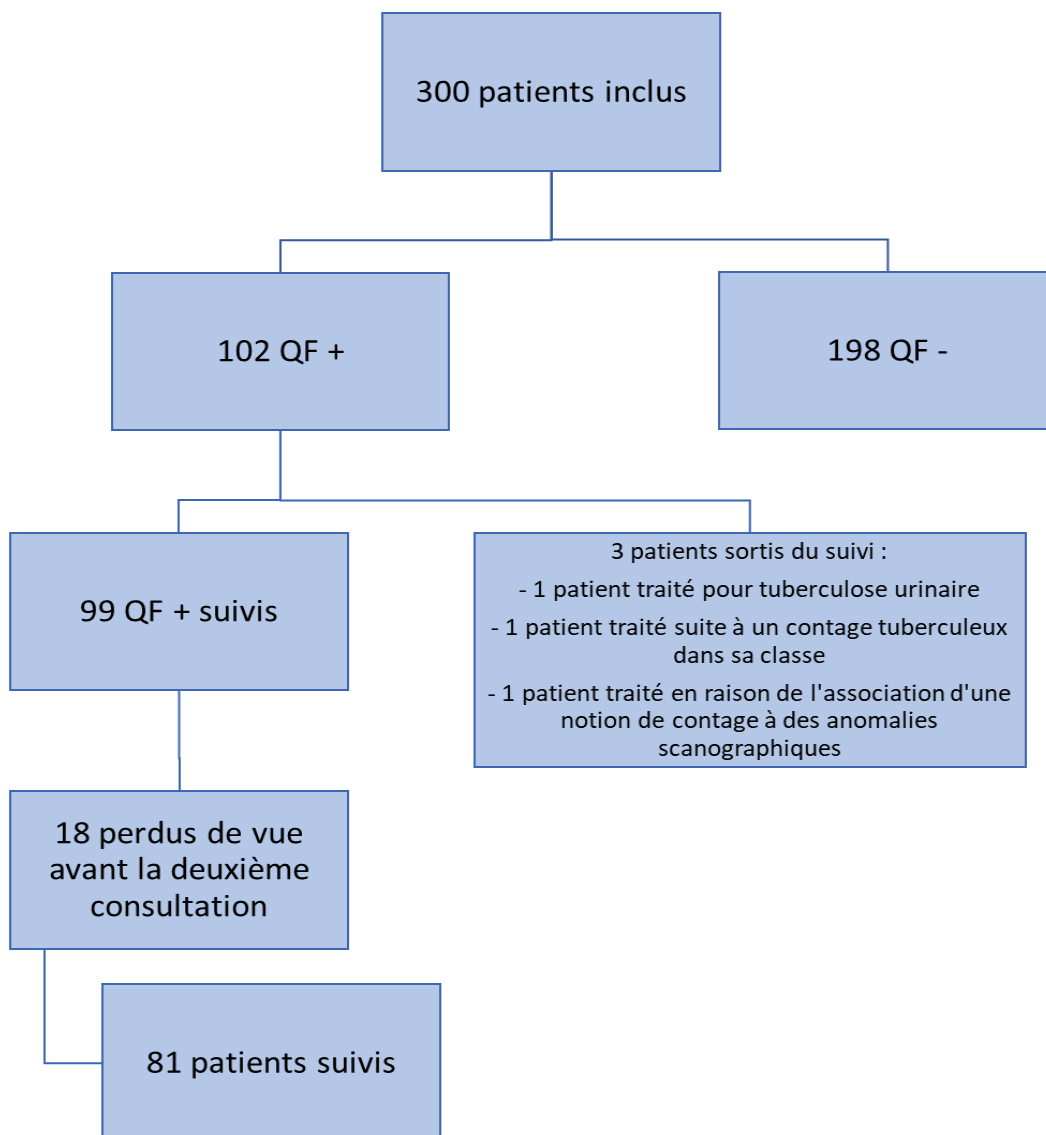 300 patients inclus
102 QF +
198 QF -
99 QF + suivis
3 patients sortis du suivi :
- 1 patient traité pour tuberculose urinaire
- 1 patient traité suite à un contage tuberculeux
dans sa classe
- 1 patient traité en raison de l'association d'une
notion de contage à des anomalies
scanographiques
18 perdus de vue
avant la deuxième
consultation
81 patients suivis